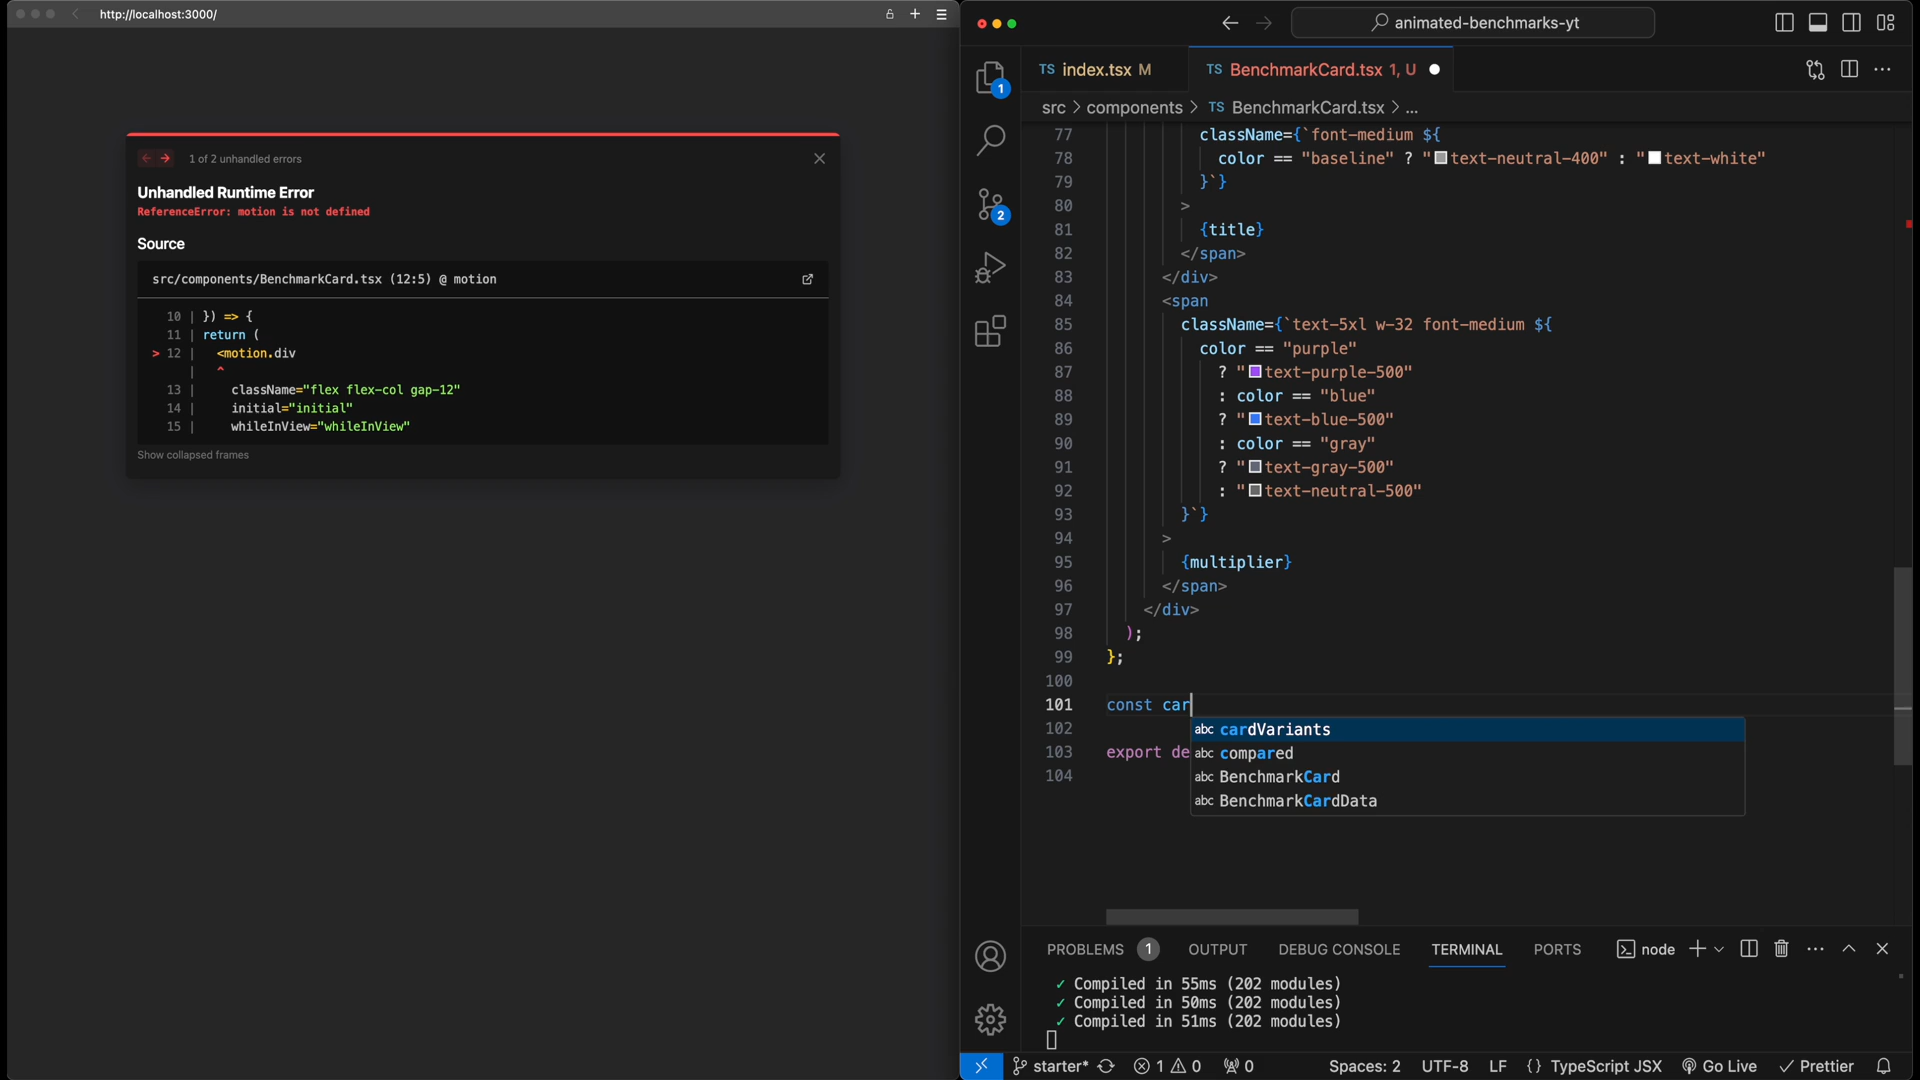 http://localhost:3000/
1 of 2 unhandled errors
Unhandled Runtime Error
ReferenceError: motion is not defined
Source
src/components/BenchmarkCard.tsx (12:5) @ motion
10 | }) => {
11 | return (
> 12 | <motion.div
| ^
13 | className="flex flex-col gap-12"
14 | initial="initial"
15 | whileInView="whileInView"
Show collapsed frames
animated-benchmarks-yt
TS index.tsx M
TS BenchmarkCard.tsx 1, U
src > components > TS BenchmarkCard.tsx > ...
1
2
77 className={`font-medium ${
78 color == "baseline" ? "text-neutral-400" : "text-white"
79 }`}
80 >
81 {title}
82 </span>
83 </div>
84 <span
85 className={`text-5xl w-32 font-medium ${
86 color == "purple"
87 ? "text-purple-500"
88 : color == "blue"
89 ? "text-blue-500"
90 : color == "gray"
91 ? "text-gray-500"
92 : "text-neutral-500"
93 }`}
94 >
95 {multiplier}
96 </span>
97 </div>
98 );
99 };
100
101 const car
102
103 export de
104
abc cardVariants
abc compared
abc BenchmarkCard
abc BenchmarkCardData
PROBLEMS 1 OUTPUT DEBUG CONSOLE TERMINAL PORTS node
✓ Compiled in 55ms (202 modules)
✓ Compiled in 50ms (202 modules)
✓ Compiled in 51ms (202 modules)
starter* 1 0 0 Spaces: 2 UTF-8 LF {} TypeScript JSX Go Live ✓ Prettier